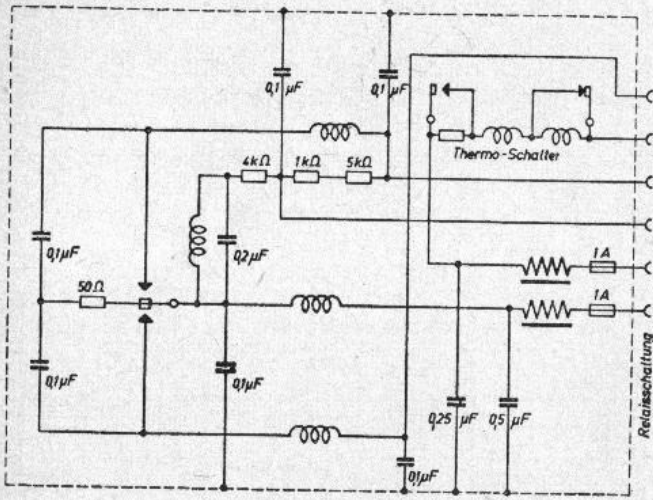 0,1 µF
0,1 µF
Thermo-Schalter
4kΩ
1kΩ
5kΩ
0,1µF
0,2µF
50Ω
1A
1A
0,1µF
0,1µF
0,25 µF
0,5 µF
0,1µF
Relaisschaltung